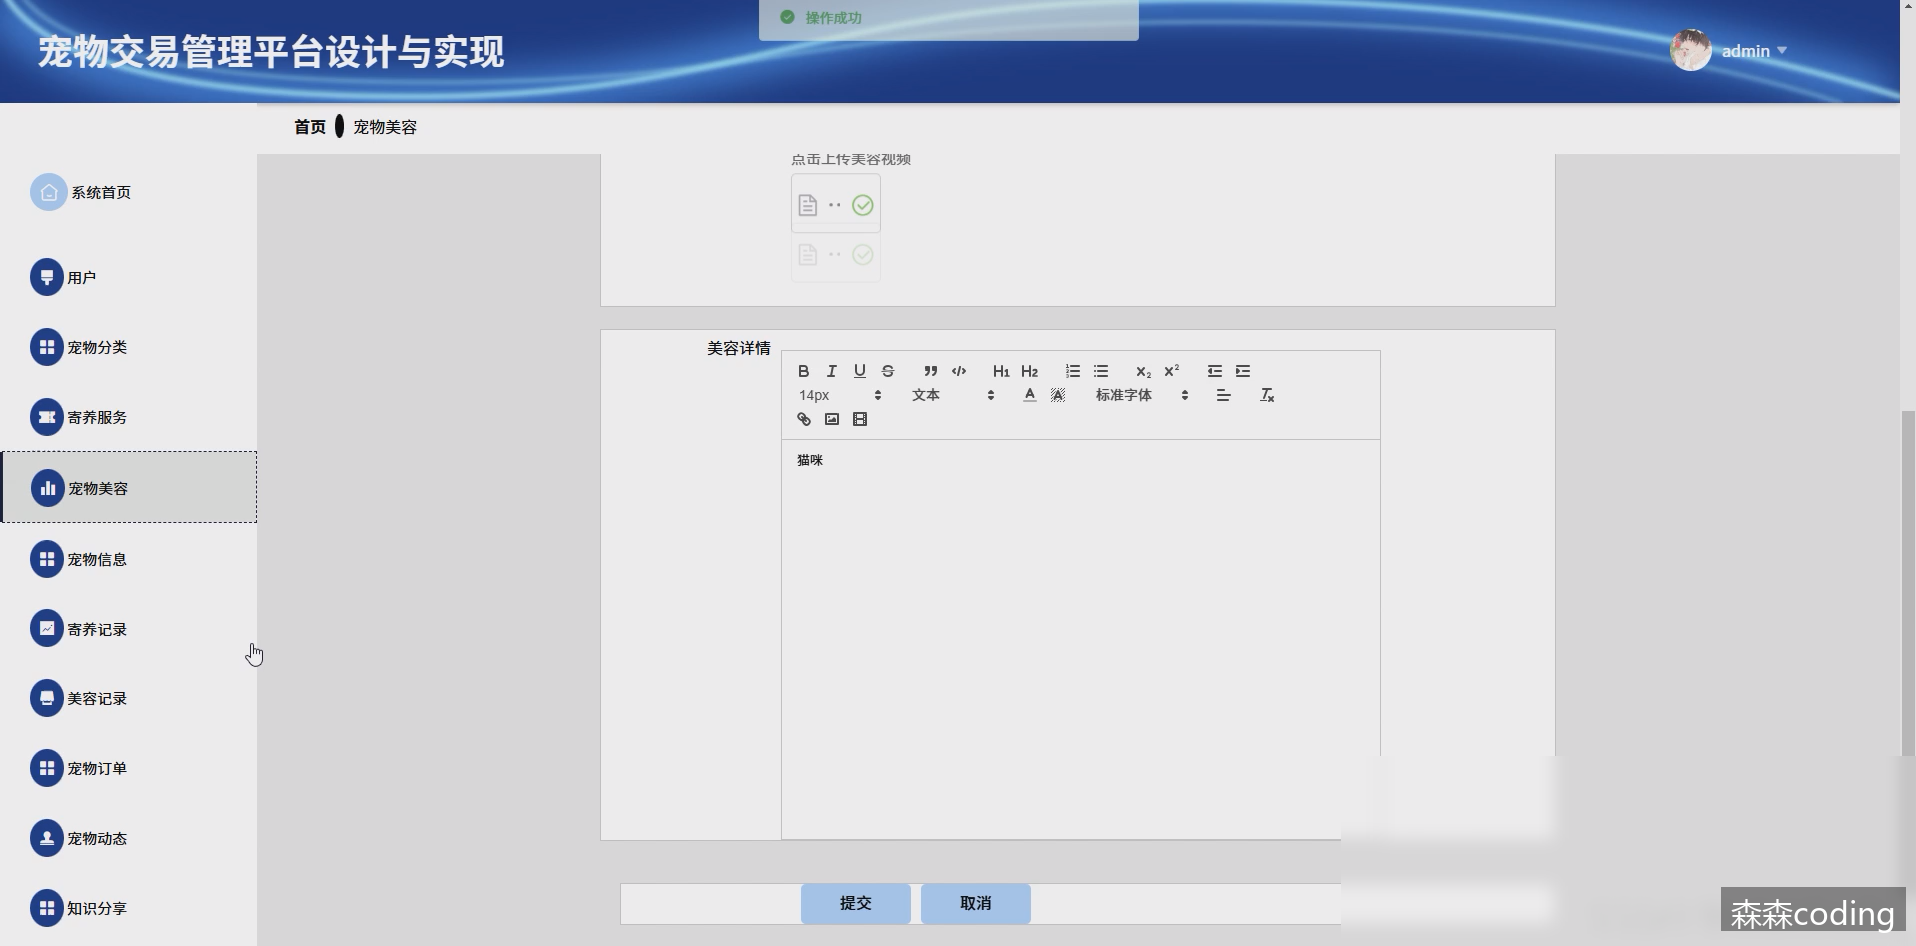 操作成功
宠物交易管理平台设计与实现
admin
首页 宠物美容
系统首页
用户
宠物分类
寄养服务
宠物美容
宠物信息
寄养记录
美容记录
宠物订单
宠物动态
知识分享
点击上传美容视频
美容详情
B I U S H1 H2 x2 x2
14px 文本 A A 标准字体 Tx
猫咪
提交 取消
森森coding